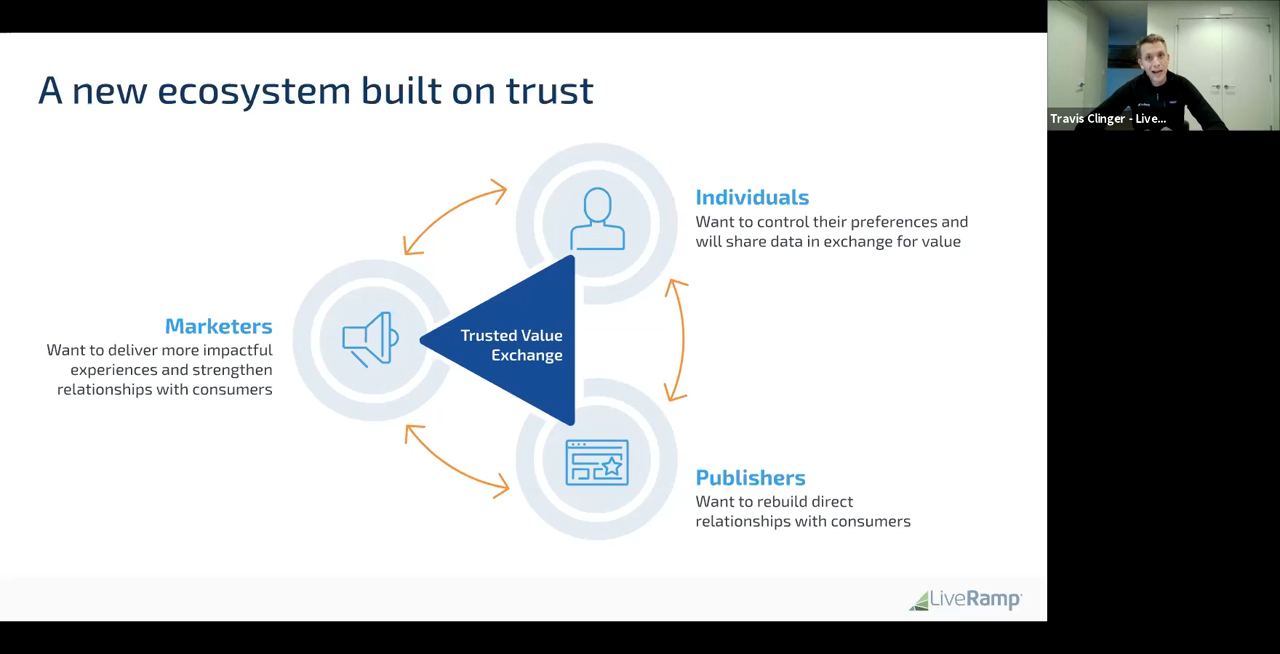 A new ecosystem built on trust
Travis Clinger - Live...
Individuals
Want to control their preferences and
will share data in exchange for value
Marketers
Want to deliver more impactful
experiences and strengthen
relationships with consumers
Trusted Value
Exchange
Publishers
Want to rebuild direct
relationships with consumers
LiveRamp